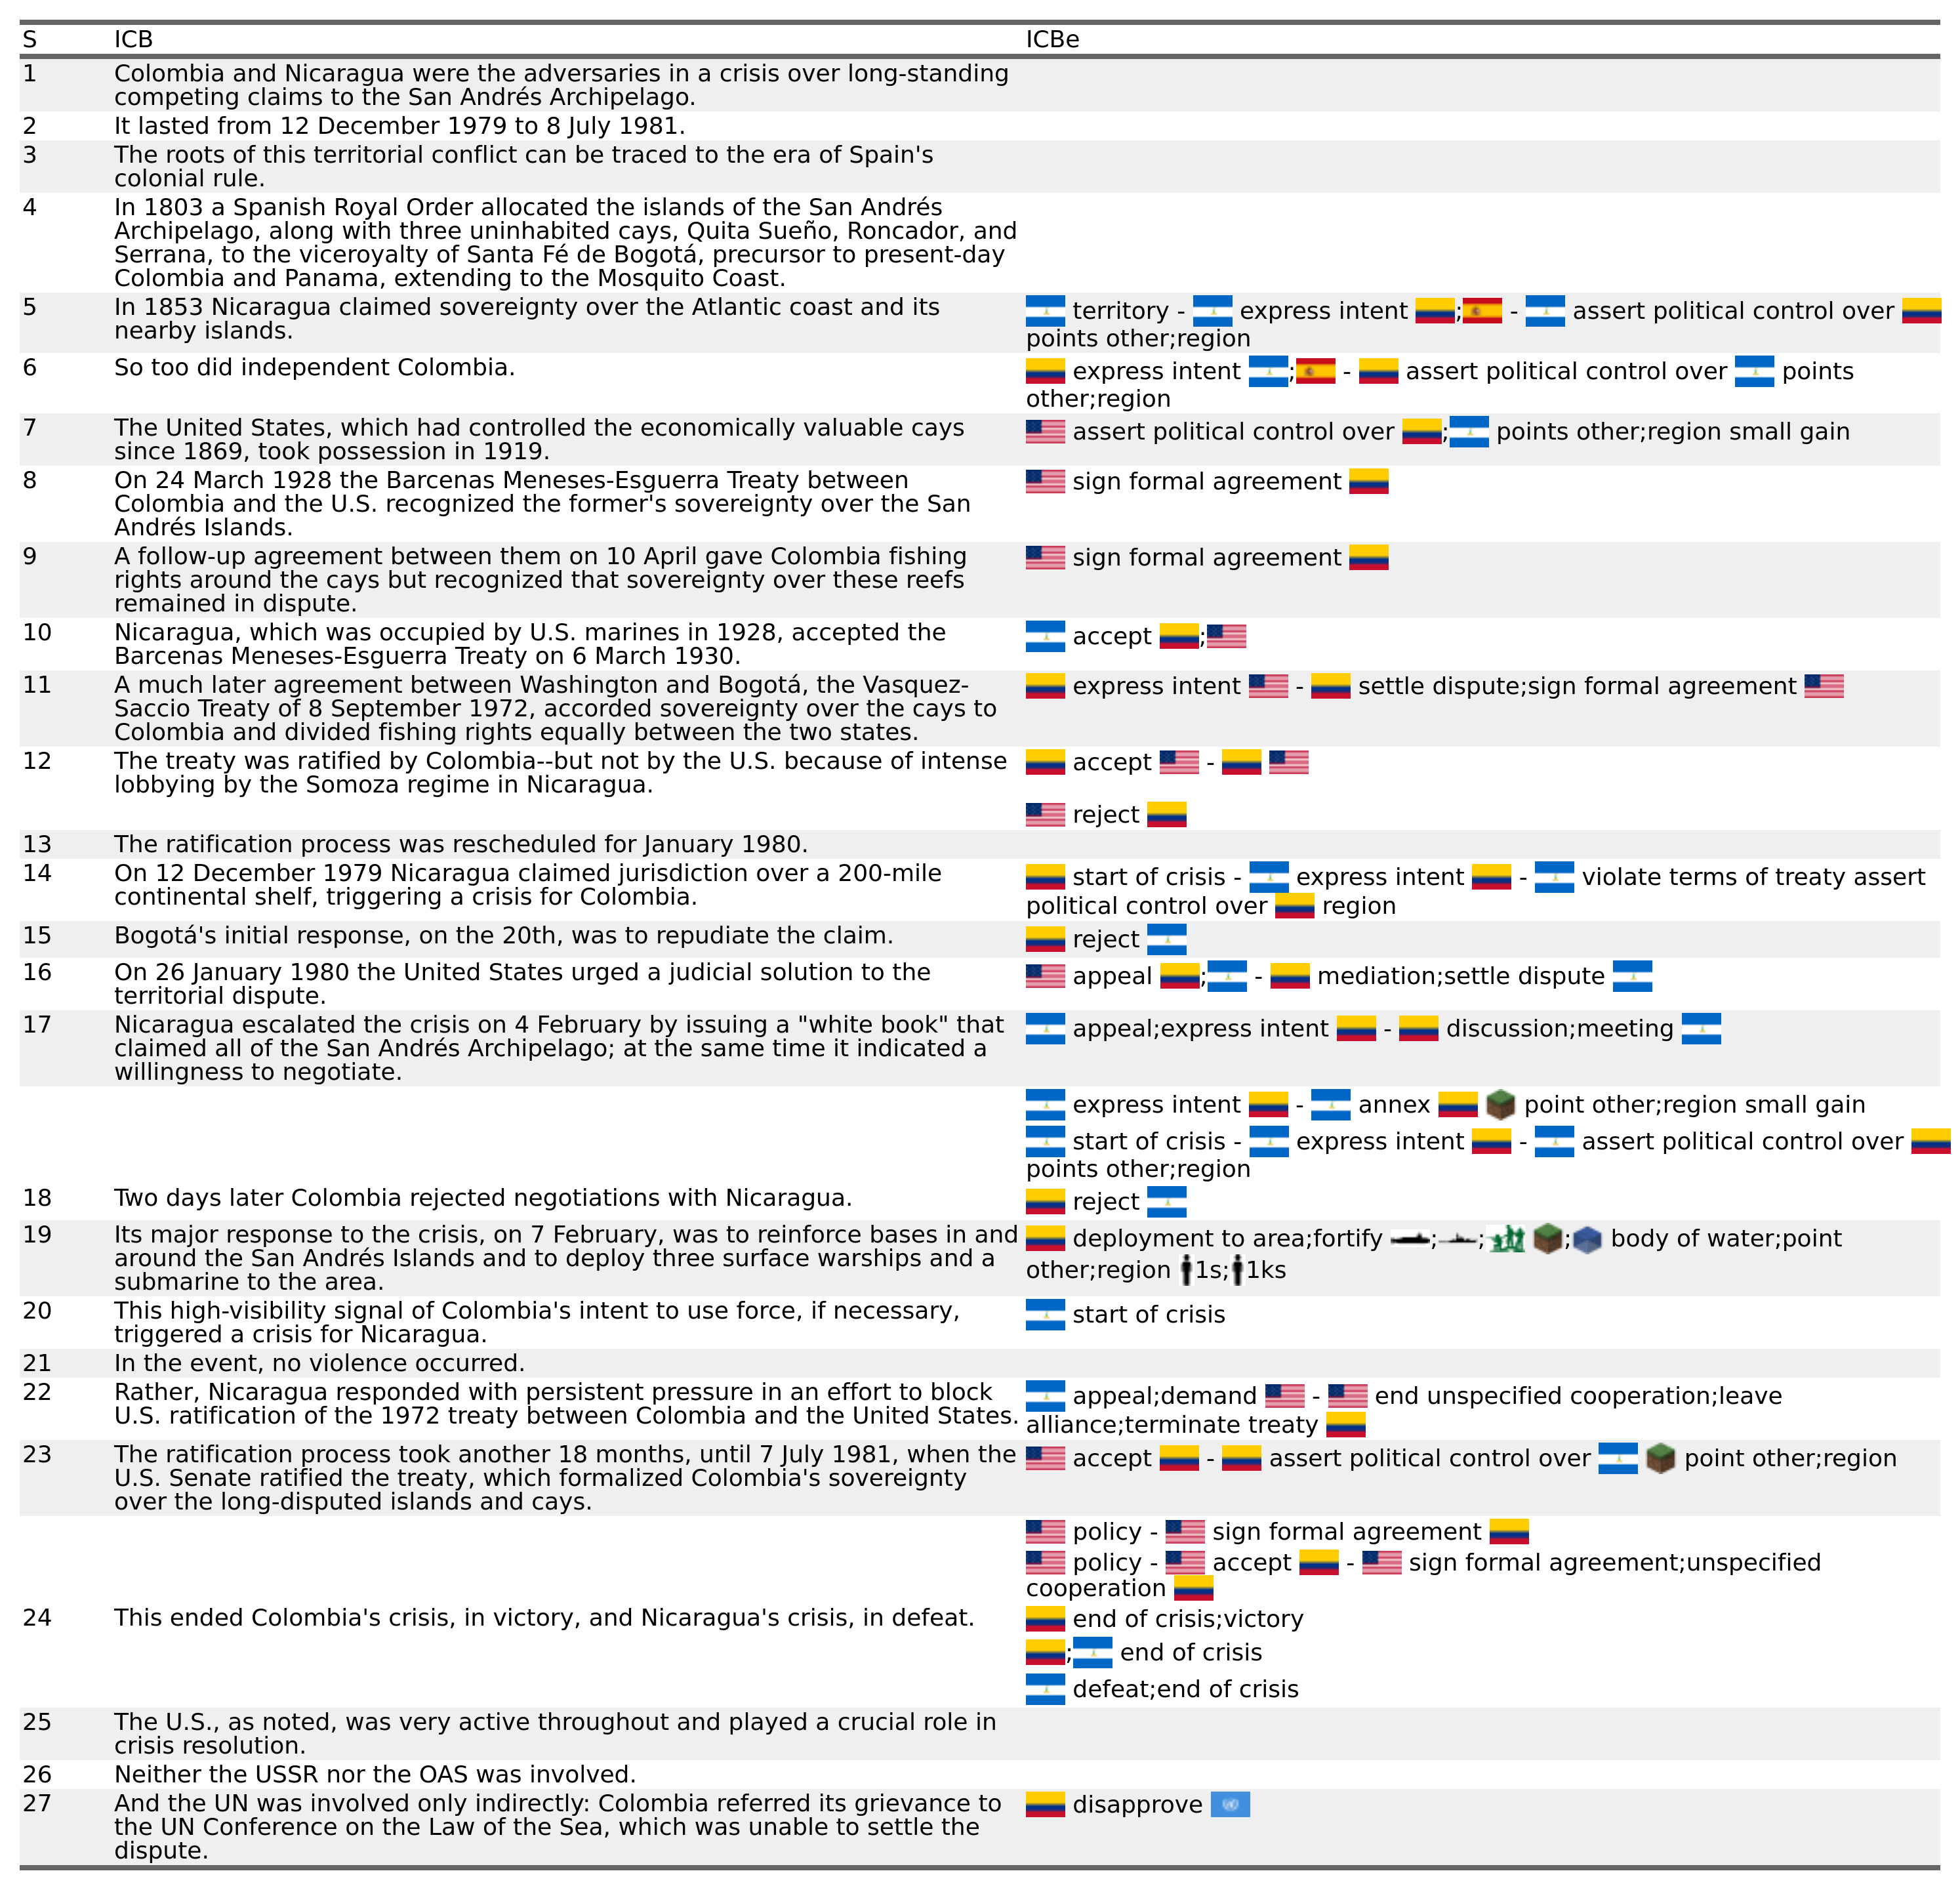 S ICB ICBe
1 Colombia and Nicaragua were the adversaries in a crisis over long-standing
competing claims to the San Andrés Archipelago.
2 It lasted from 12 December 1979 to 8 July 1981.
3 The roots of this territorial conflict can be traced to the era of Spain's
colonial rule.
4 In 1803 a Spanish Royal Order allocated the islands of the San Andrés
Archipelago, along with three uninhabited cays, Quita Sueño, Roncador, and
Serrana, to the viceroyalty of Santa Fé de Bogotá, precursor to present-day
Colombia and Panama, extending to the Mosquito Coast.
5 In 1853 Nicaragua claimed sovereignty over the Atlantic coast and its
nearby islands.
territory - express intent ; - assert political control over
points other;region
6 So too did independent Colombia.
express intent ; - assert political control over points
other;region
7 The United States, which had controlled the economically valuable cays
since 1869, took possession in 1919.
assert political control over ; points other;region small gain
8 On 24 March 1928 the Barcenas Meneses-Esguerra Treaty between
Colombia and the U.S. recognized the former's sovereignty over the San
Andrés Islands.
sign formal agreement
9 A follow-up agreement between them on 10 April gave Colombia fishing
rights around the cays but recognized that sovereignty over these reefs
remained in dispute.
sign formal agreement
10 Nicaragua, which was occupied by U.S. marines in 1928, accepted the
Barcenas Meneses-Esguerra Treaty on 6 March 1930.
accept ;
11 A much later agreement between Washington and Bogotá, the Vasquez-
Saccio Treaty of 8 September 1972, accorded sovereignty over the cays to
Colombia and divided fishing rights equally between the two states.
express intent - settle dispute;sign formal agreement
12 The treaty was ratified by Colombia--but not by the U.S. because of intense
lobbying by the Somoza regime in Nicaragua.
accept -
reject
13 The ratification process was rescheduled for January 1980.
14 On 12 December 1979 Nicaragua claimed jurisdiction over a 200-mile
continental shelf, triggering a crisis for Colombia.
start of crisis - express intent - violate terms of treaty assert
political control over region
15 Bogotá's initial response, on the 20th, was to repudiate the claim.
reject
16 On 26 January 1980 the United States urged a judicial solution to the
territorial dispute.
appeal ; - mediation;settle dispute
17 Nicaragua escalated the crisis on 4 February by issuing a "white book" that
claimed all of the San Andrés Archipelago; at the same time it indicated a
willingness to negotiate.
appeal;express intent - discussion;meeting
express intent - annex point other;region small gain
start of crisis - express intent - assert political control over
points other;region
18 Two days later Colombia rejected negotiations with Nicaragua.
reject
19 Its major response to the crisis, on 7 February, was to reinforce bases in and
around the San Andrés Islands and to deploy three surface warships and a
submarine to the area.
deployment to area;fortify ; ; ; body of water;point
other;region 1s; 1ks
20 This high-visibility signal of Colombia's intent to use force, if necessary,
triggered a crisis for Nicaragua.
start of crisis
21 In the event, no violence occurred.
22 Rather, Nicaragua responded with persistent pressure in an effort to block
U.S. ratification of the 1972 treaty between Colombia and the United States.
appeal;demand - end unspecified cooperation;leave
alliance;terminate treaty
23 The ratification process took another 18 months, until 7 July 1981, when the
U.S. Senate ratified the treaty, which formalized Colombia's sovereignty
over the long-disputed islands and cays.
accept - assert political control over point other;region
policy - sign formal agreement
policy - accept - sign formal agreement;unspecified
cooperation
24 This ended Colombia's crisis, in victory, and Nicaragua's crisis, in defeat.
end of crisis;victory
; end of crisis
defeat;end of crisis
25 The U.S., as noted, was very active throughout and played a crucial role in
crisis resolution.
26 Neither the USSR nor the OAS was involved.
27 And the UN was involved only indirectly: Colombia referred its grievance to
the UN Conference on the Law of the Sea, which was unable to settle the
dispute.
disapprove